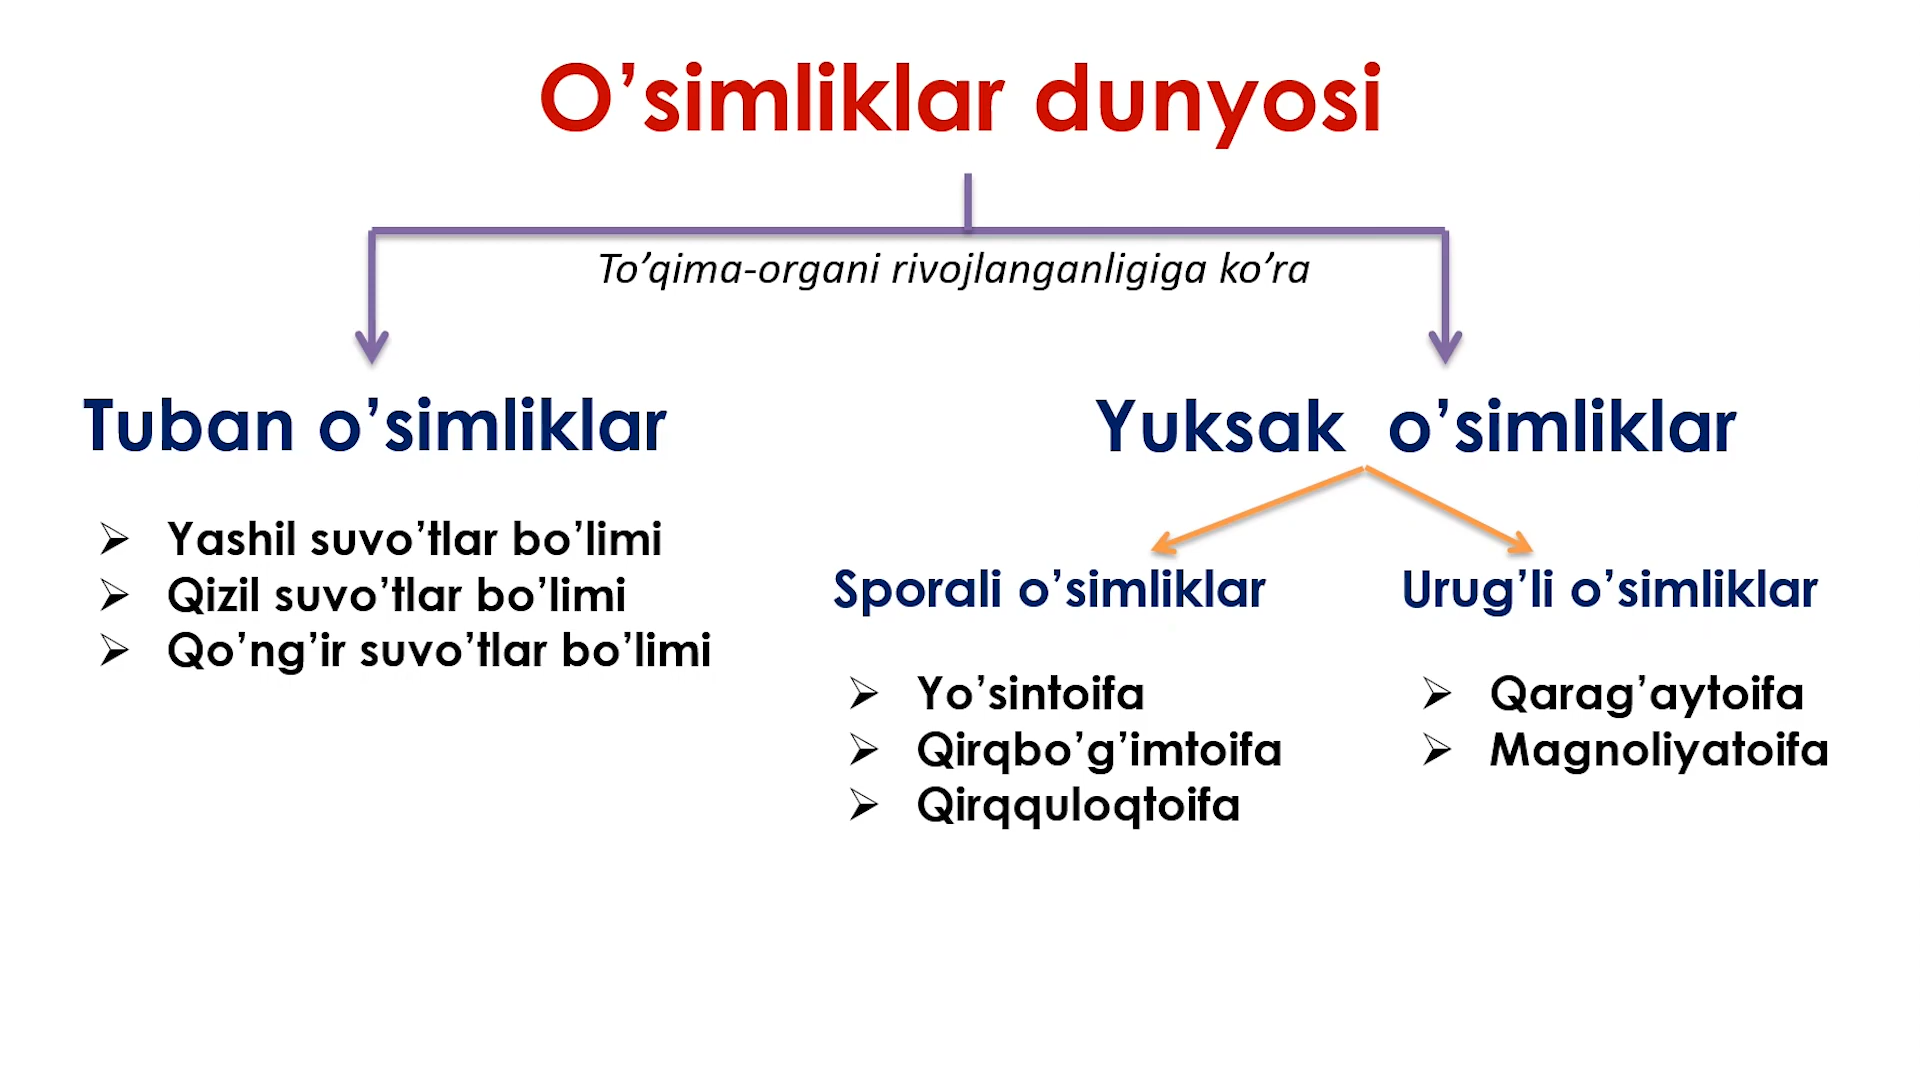 O’simliklar dunyosi
To’qima-organi rivojlanganligiga ko’ra
Tuban o’simliklar
Yuksak o’simliklar
Yashil suvo’tlar bo’limi
Qizil suvo’tlar bo’limi
Qo’ng’ir suvo’tlar bo’limi
Sporali o’simliklar
Yo’sintoifa
Qirqbo’g’imtoifa
Qirqquloqtoifa
Urug’li o’simliklar
Qarag’aytoifa
Magnoliyatoifa